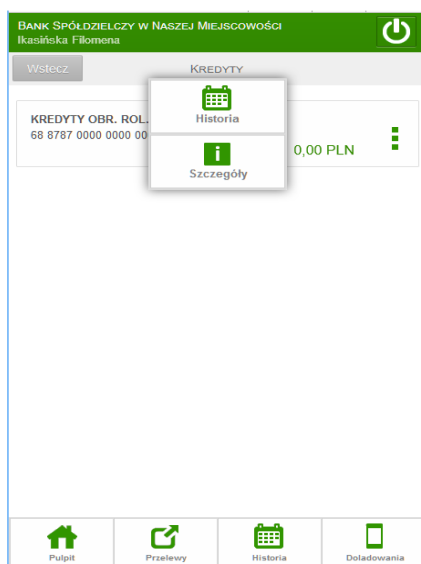 Bank Spółdzielczy w Naszej Miejscowości
Ikasińska Filomena
Wstecz
Kredyty
Historia
KREDYTY OBR. ROL.
68 8787 0000 0000 00
0,00 PLN
Szczegóły
Pulpit
Przelewy
Historia
Doladowania